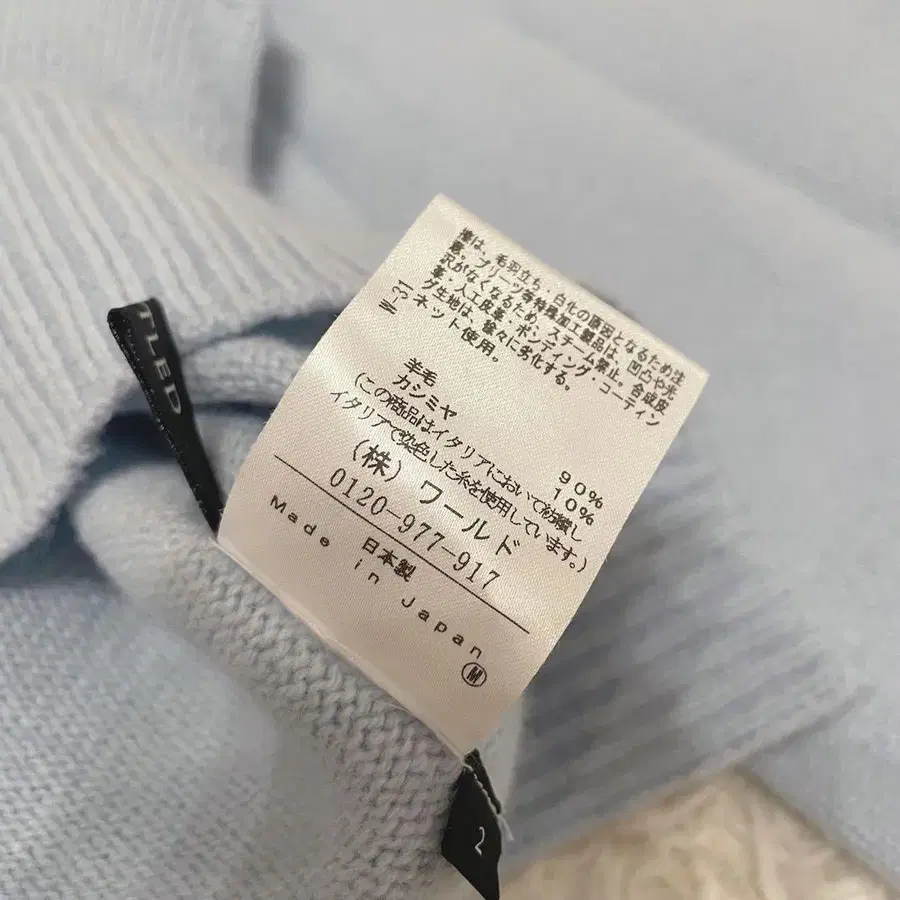 擦は、毛羽立ち・白化の原因となるため注
意。プリーツ等特殊加工製品は、凹凸や光
沢がなくなるため、スチーム禁止。合成皮
革・人工皮革・ボンディング・コーティン
グ生地は、徐々に劣化する。
ネット使用。
W-31
羊毛 90%
カシミヤ 10%
(この商品はイタリアにおいて紡績し
イタリアで染色した糸を使用しています。)
(株) ワールド
0120-977-917
日本製
Made in Japan
M
TLED
2